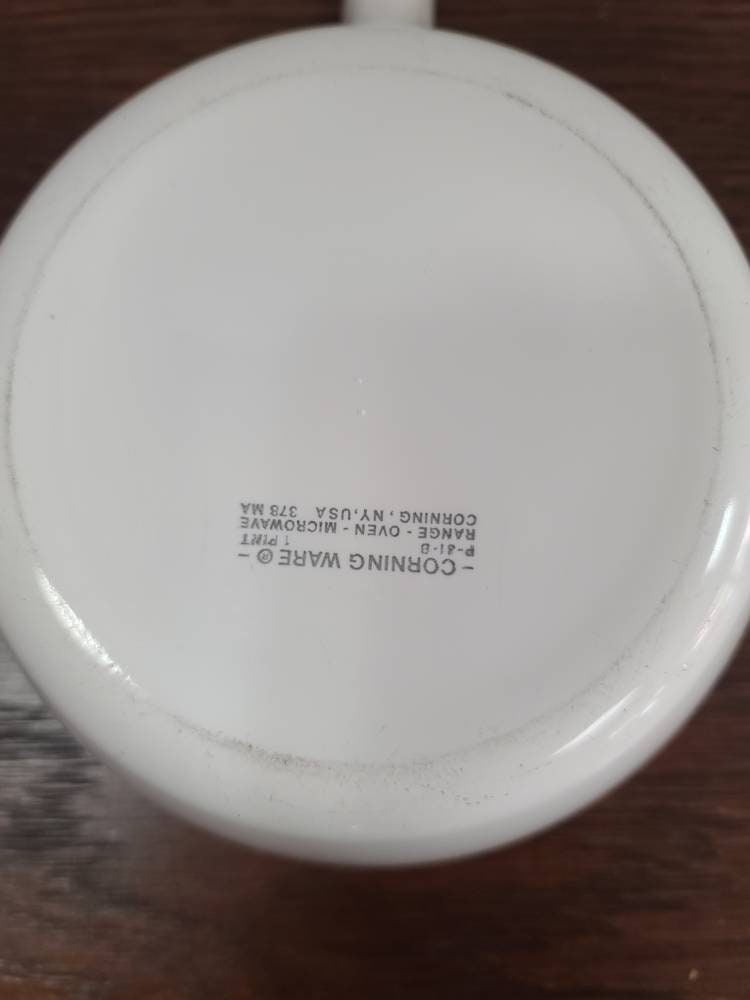 - CORNING WARE ® -
P-81-B 1 PINT
RANGE - OVEN - MICROWAVE
CORNING, NY, USA 378 MA